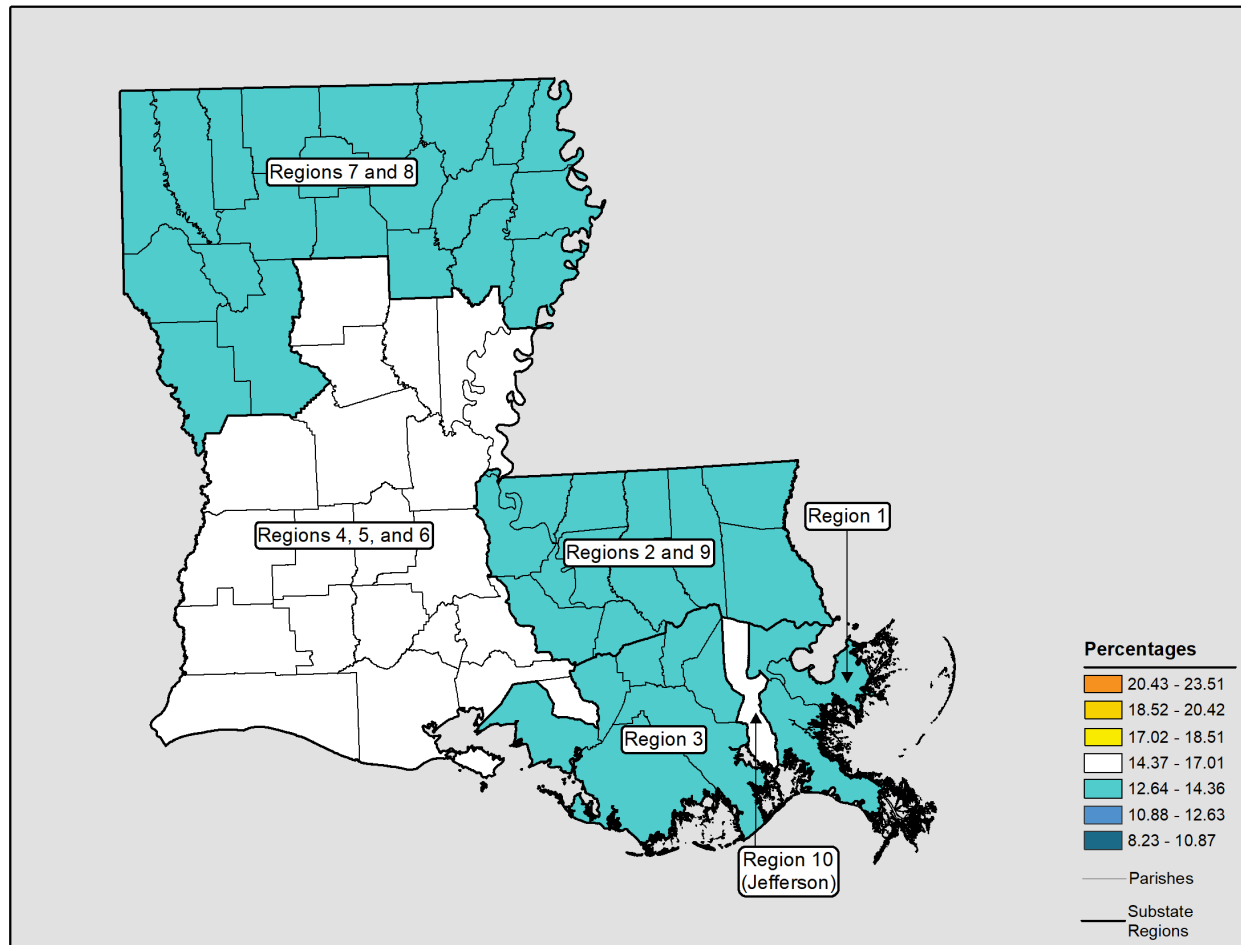 Regions 7 and 8
Region 1
Regions 4, 5, and 6
Regions 2 and 9
Region 3
Region 10
(Jefferson)
Percentages
20.43 - 23.51
18.52 - 20.42
17.02 - 18.51
14.37 - 17.01
12.64 - 14.36
10.88 - 12.63
8.23 - 10.87
Parishes
Substate
Regions